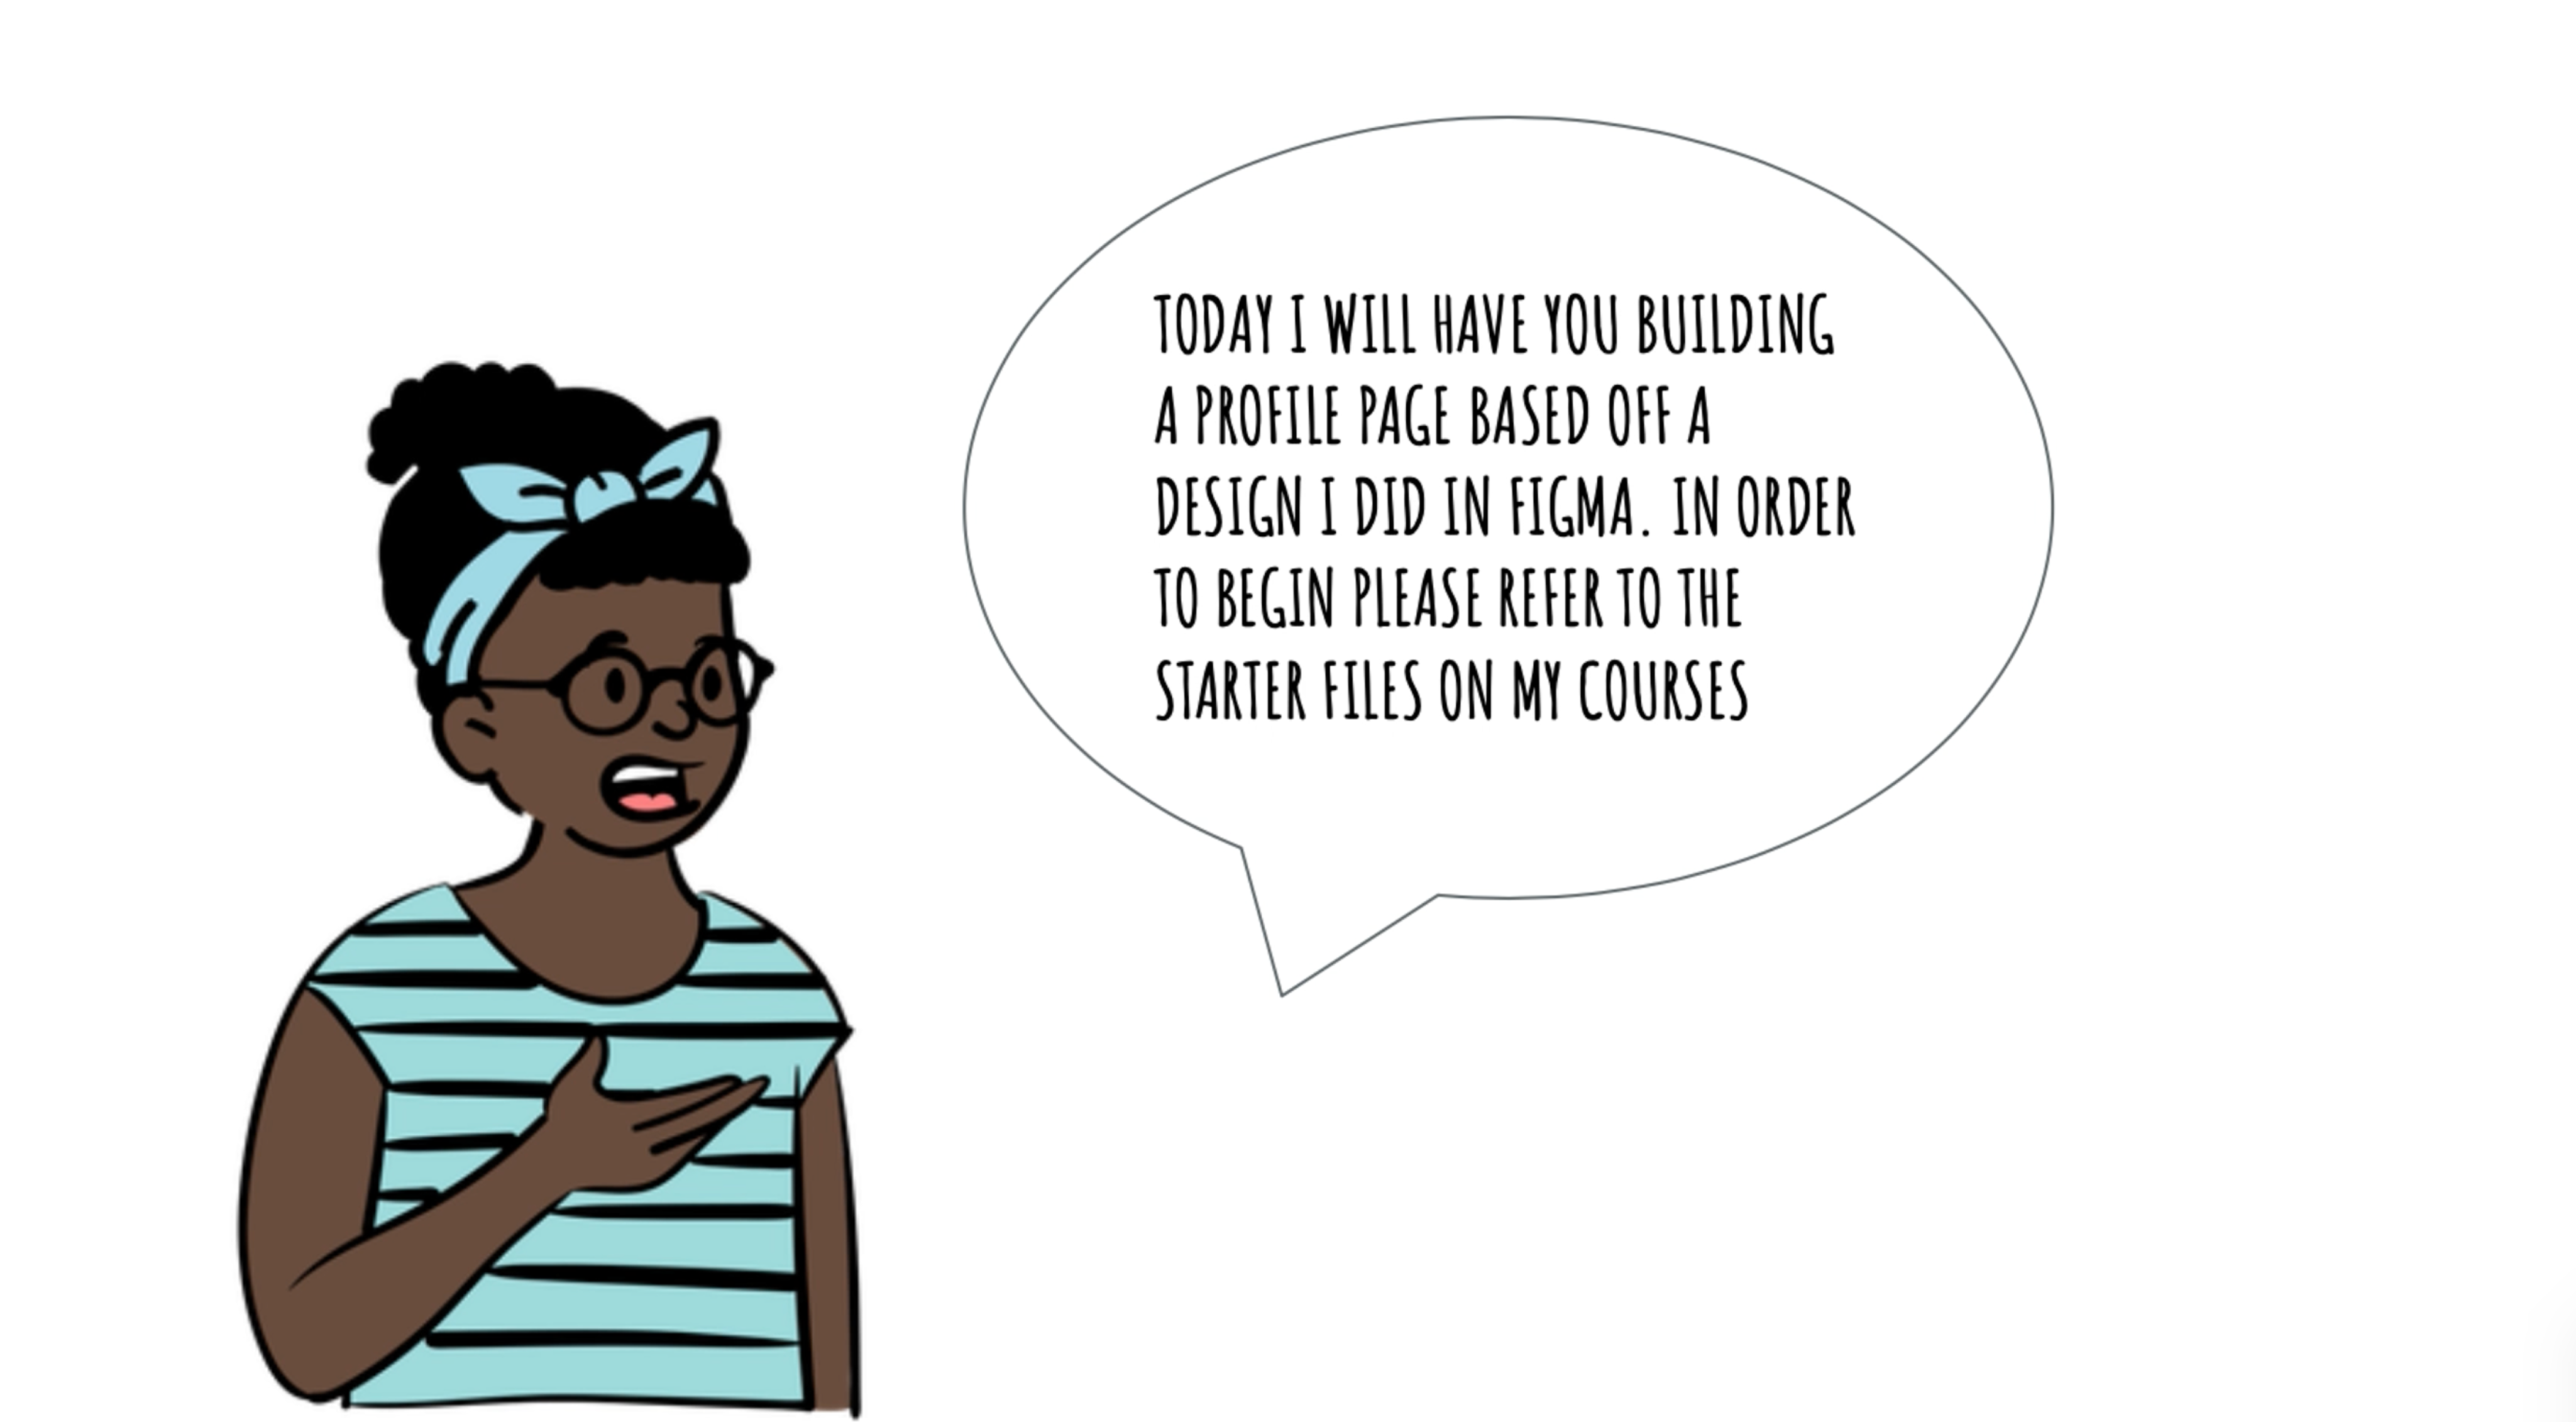 TODAY I WILL HAVE YOU BUILDING
A PROFILE PAGE BASED OFF A
DESIGN I DID IN FIGMA. IN ORDER
TO BEGIN PLEASE REFER TO THE
STARTER FILES ON MY COURSES